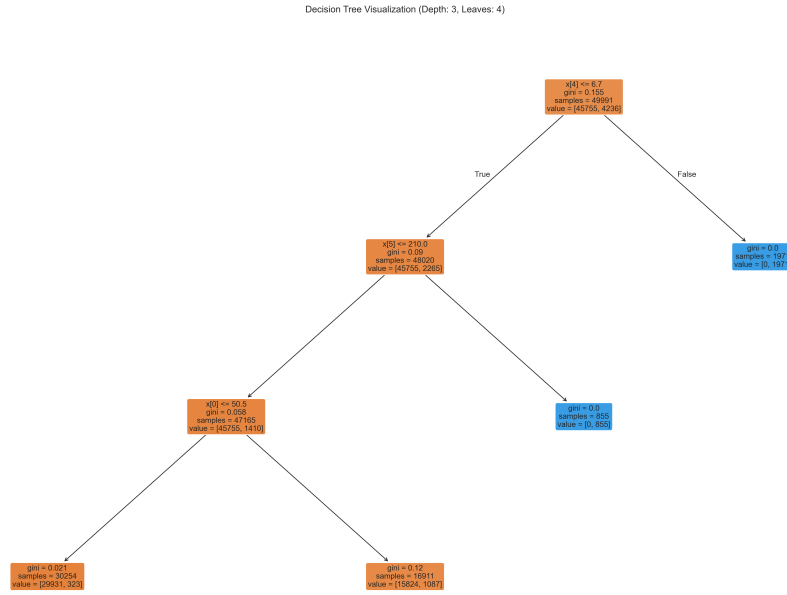 Decision Tree Visualization (Depth: 3, Leaves: 4)
x[4] <= 6.7
gini = 0.155
samples = 49991
value = [45755, 4236]
True
False
x[5] <= 210.0
gini = 0.09
samples = 48020
value = [45755, 2265]
gini = 0.0
samples = 197
value = [0, 197
x[0] <= 50.5
gini = 0.058
samples = 47165
value = [45755, 1410]
gini = 0.0
samples = 855
value = [0, 855]
gini = 0.021
samples = 30254
value = [29931, 323]
gini = 0.12
samples = 16911
value = [15824, 1087]